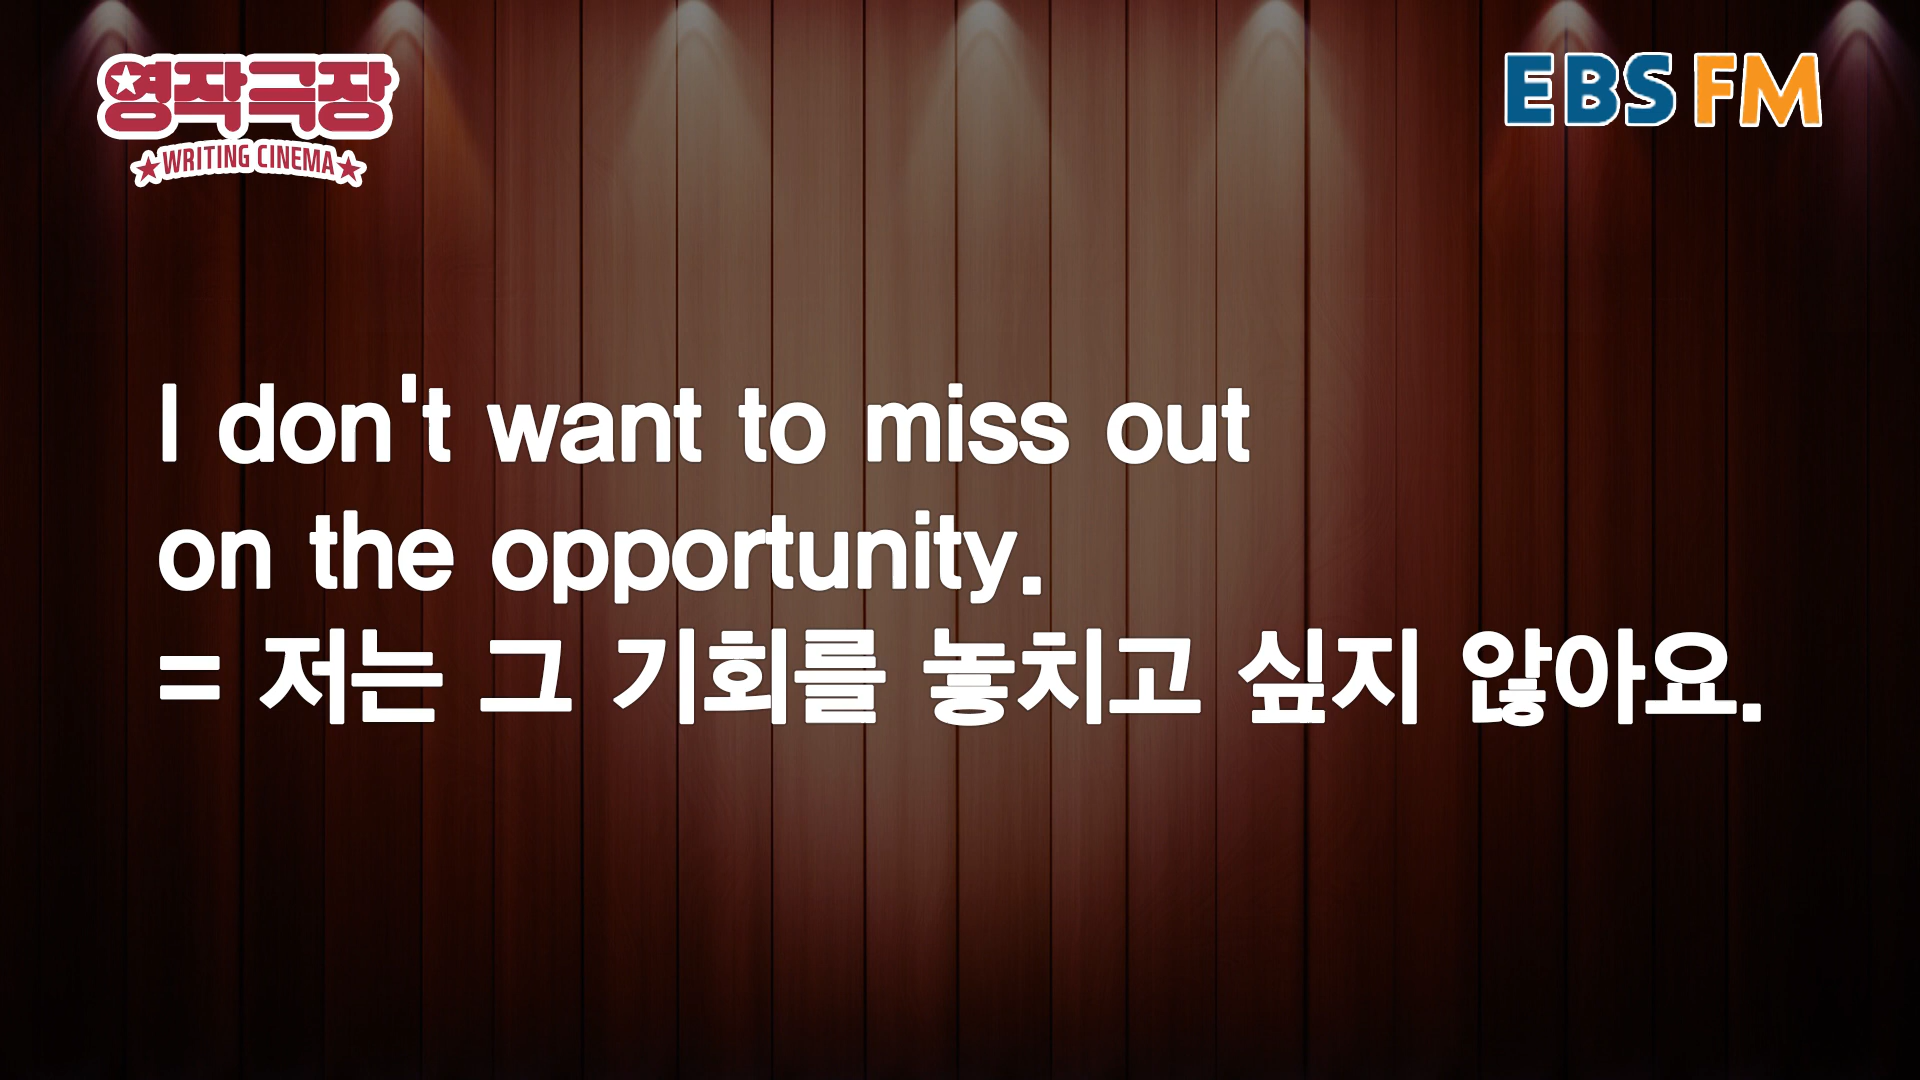 영작극장
WRITING CINEMA
EBS FM
I don't want to miss out
on the opportunity.
= 저는 그 기회를 놓치고 싶지 않아요.